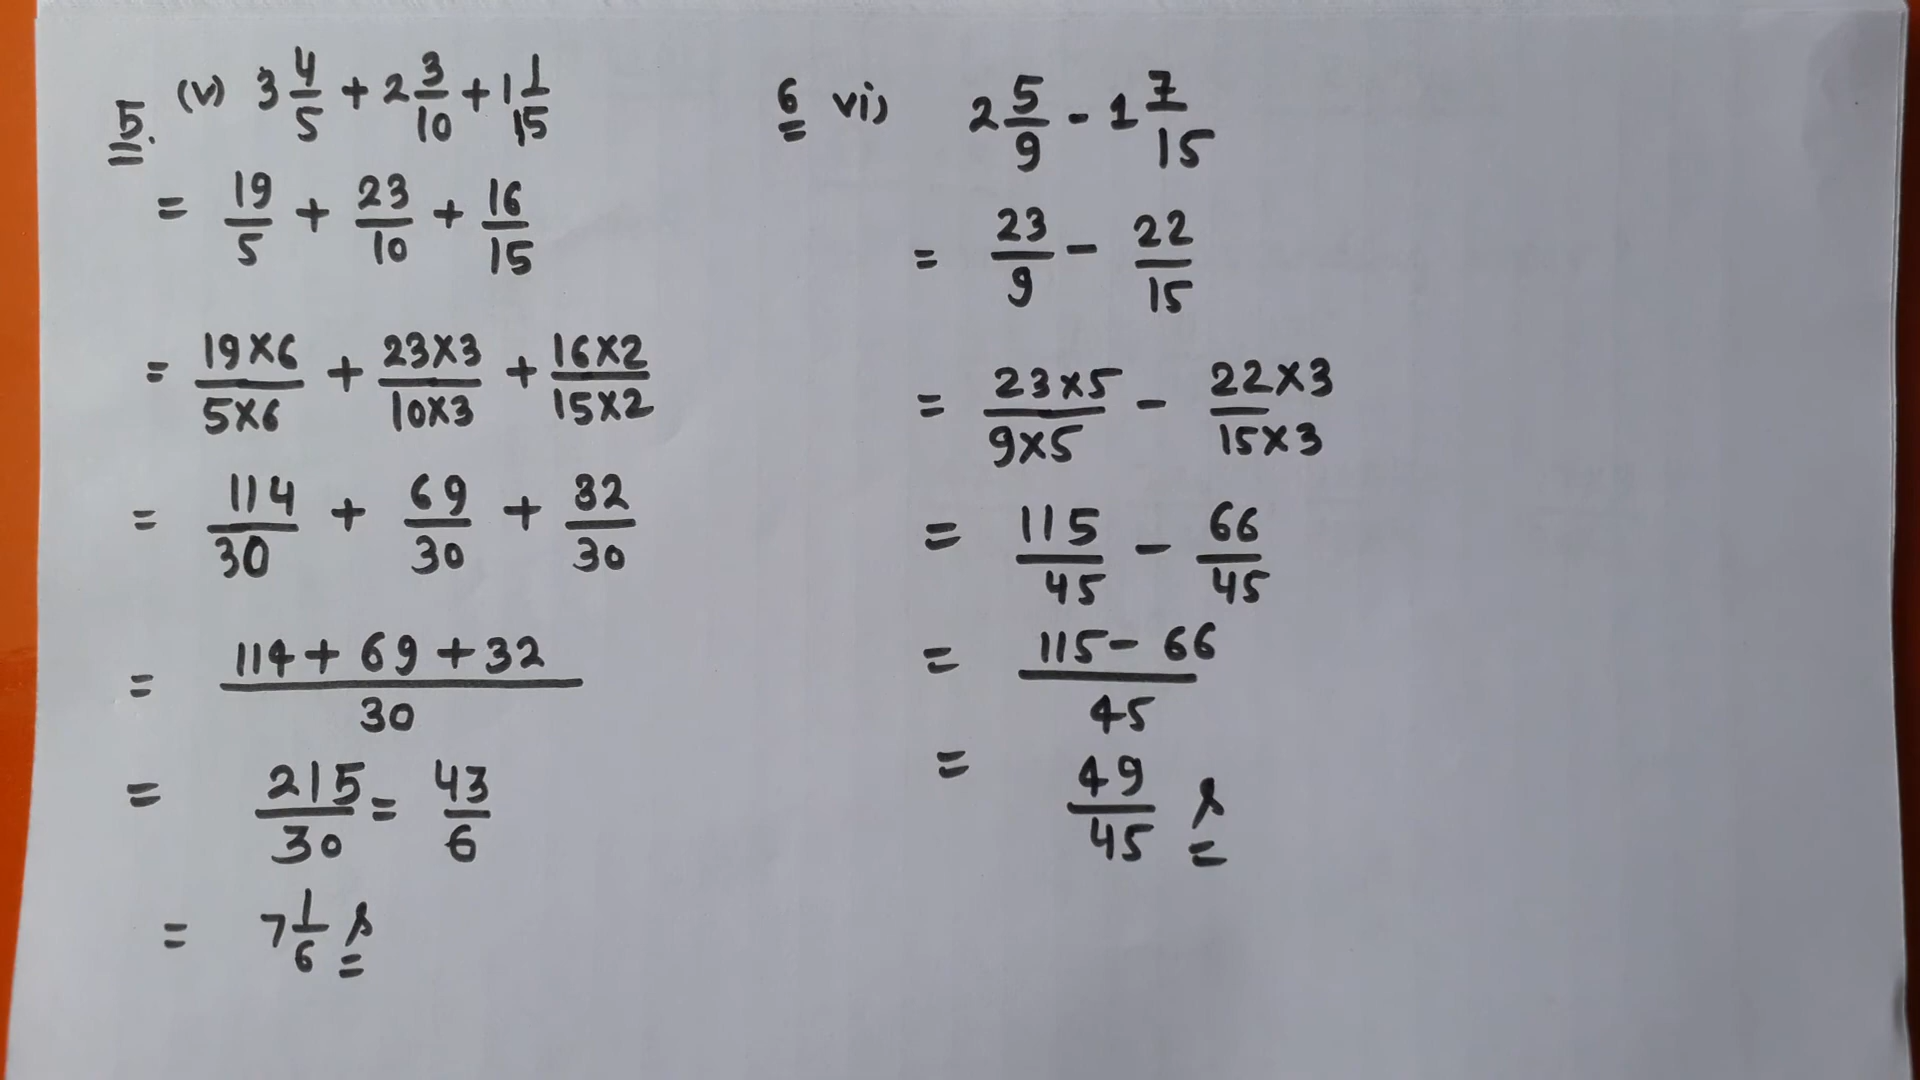 5. (v) 3 4/5 + 2 3/10 + 1 1/15
= 19/5 + 23/10 + 16/15
= 19×6/5×6 + 23×3/10×3 + 16×2/15×2
= 114/30 + 69/30 + 32/30
= 114 + 69 + 32/30
= 215/30 = 43/6
= 7 1/6
6 vi) 2 5/9 - 1 7/15
= 23/9 - 22/15
= 23×5/9×5 - 22×3/15×3
= 115/45 - 66/45
= 115 - 66/45
= 49/45